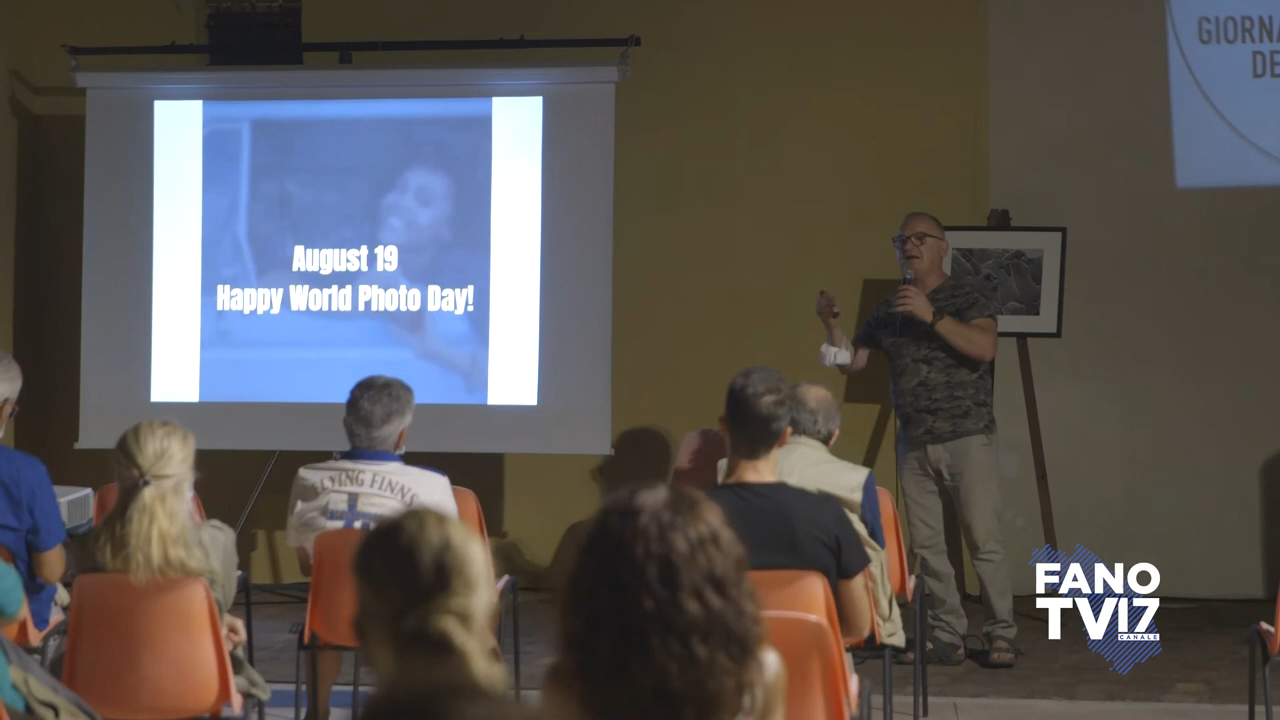 August 19
Happy World Photo Day!
GIORNA
DE
FLYING FINNS
FANO
TV17
CANALE